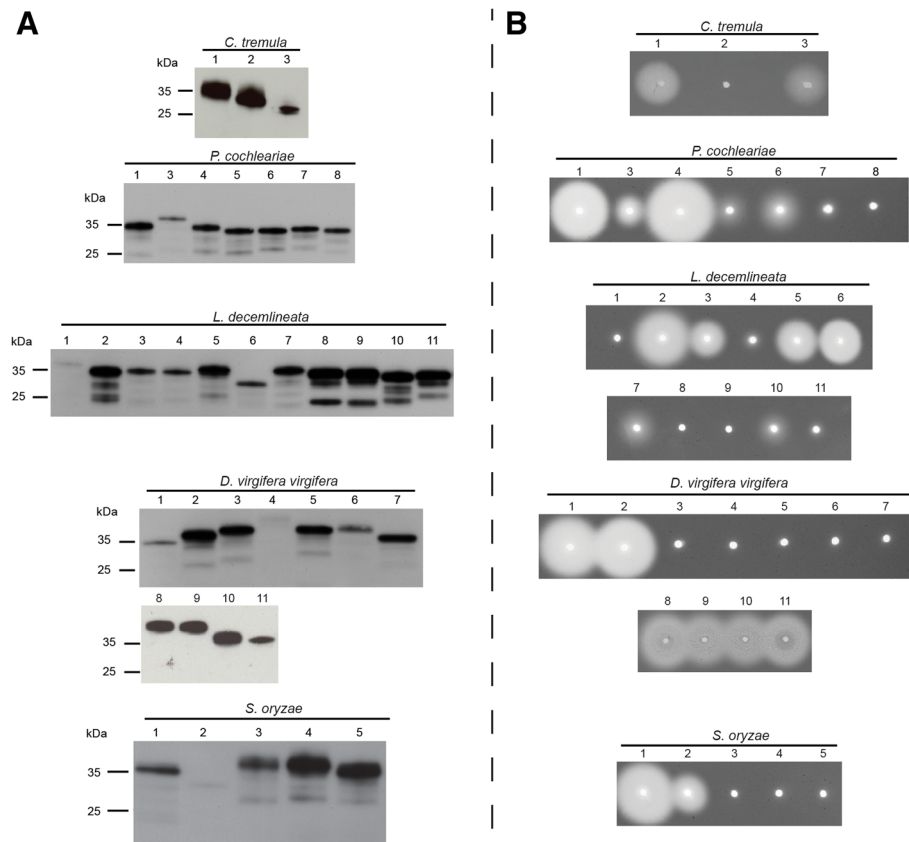 A
C. tremula
kDa 1 2 3
35
25
P. cochleariae
1 3 4 5 6 7 8
kDa
35
25
L. decemlineata
kDa 1 2 3 4 5 6 7 8 9 10 11
35
25
D. virgifera virgifera
1 2 3 4 5 6 7
kDa
35
25
8 9 10 11
35
25
S. oryzae
kDa 1 2 3 4 5
35
25
B
C. tremula
1 2 3
P. cochleariae
1 3 4 5 6 7 8
L. decemlineata
1 2 3 4 5 6
7 8 9 10 11
D. virgifera virgifera
1 2 3 4 5 6 7
8 9 10 11
S. oryzae
1 2 3 4 5